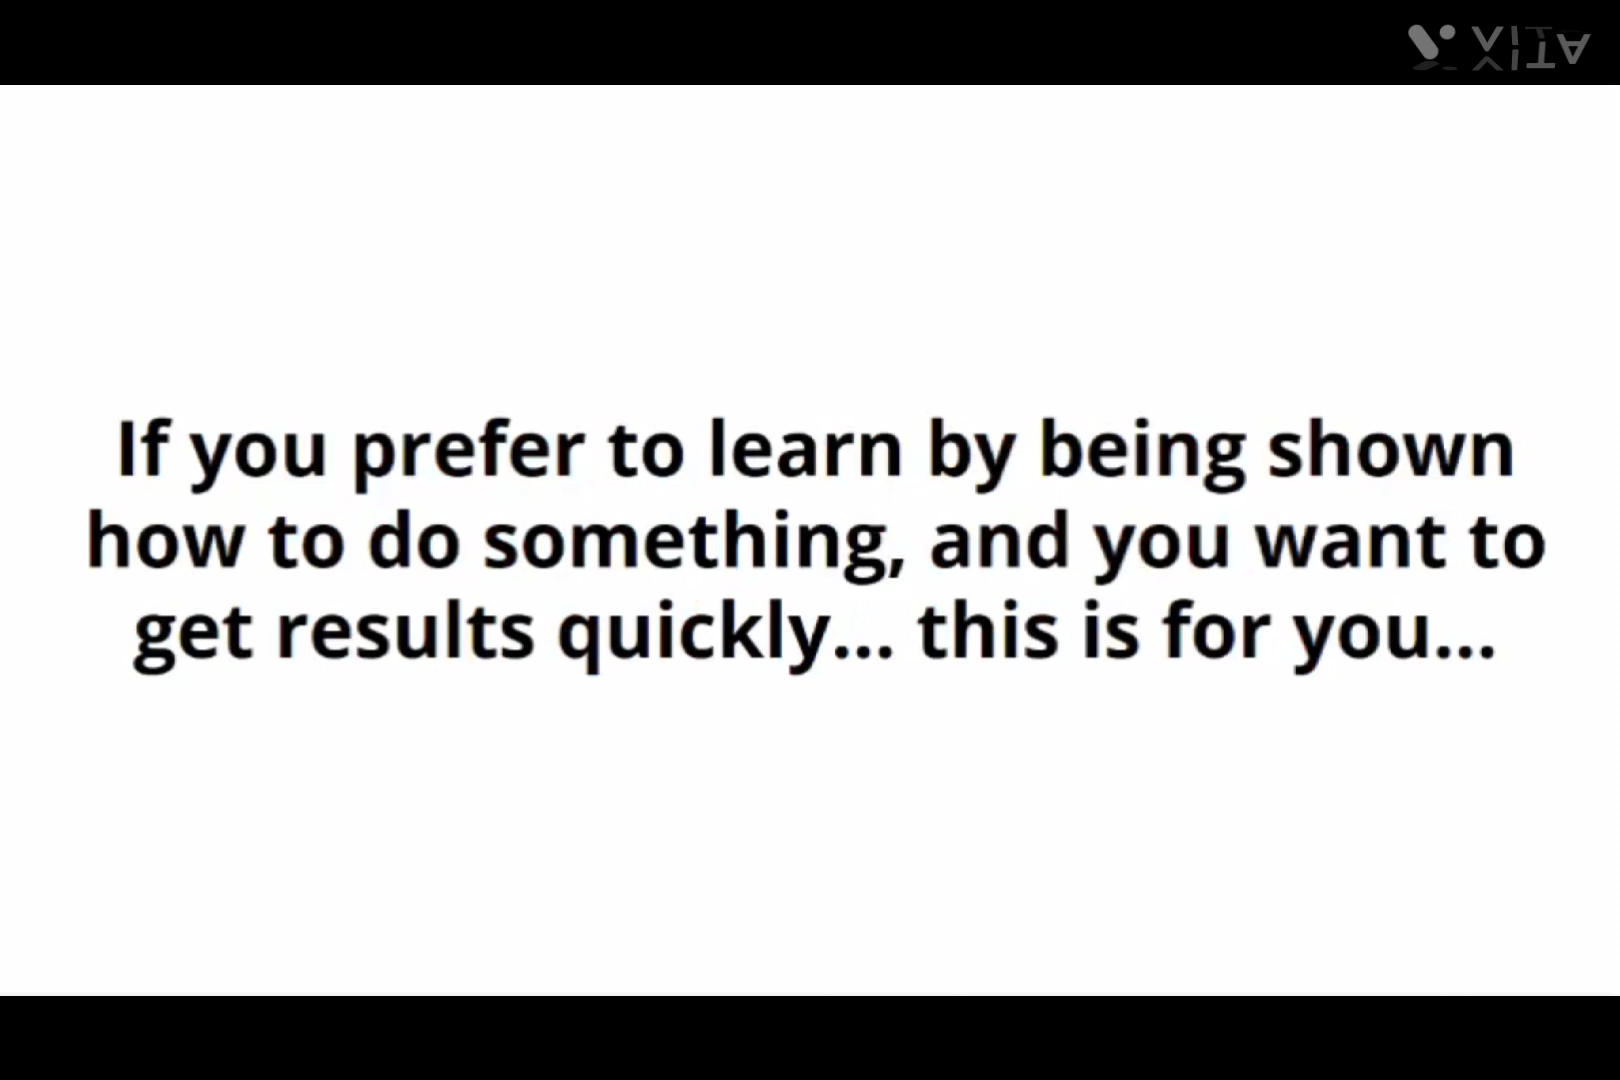 VITA
If you prefer to learn by being shown
how to do something, and you want to
get results quickly... this is for you...